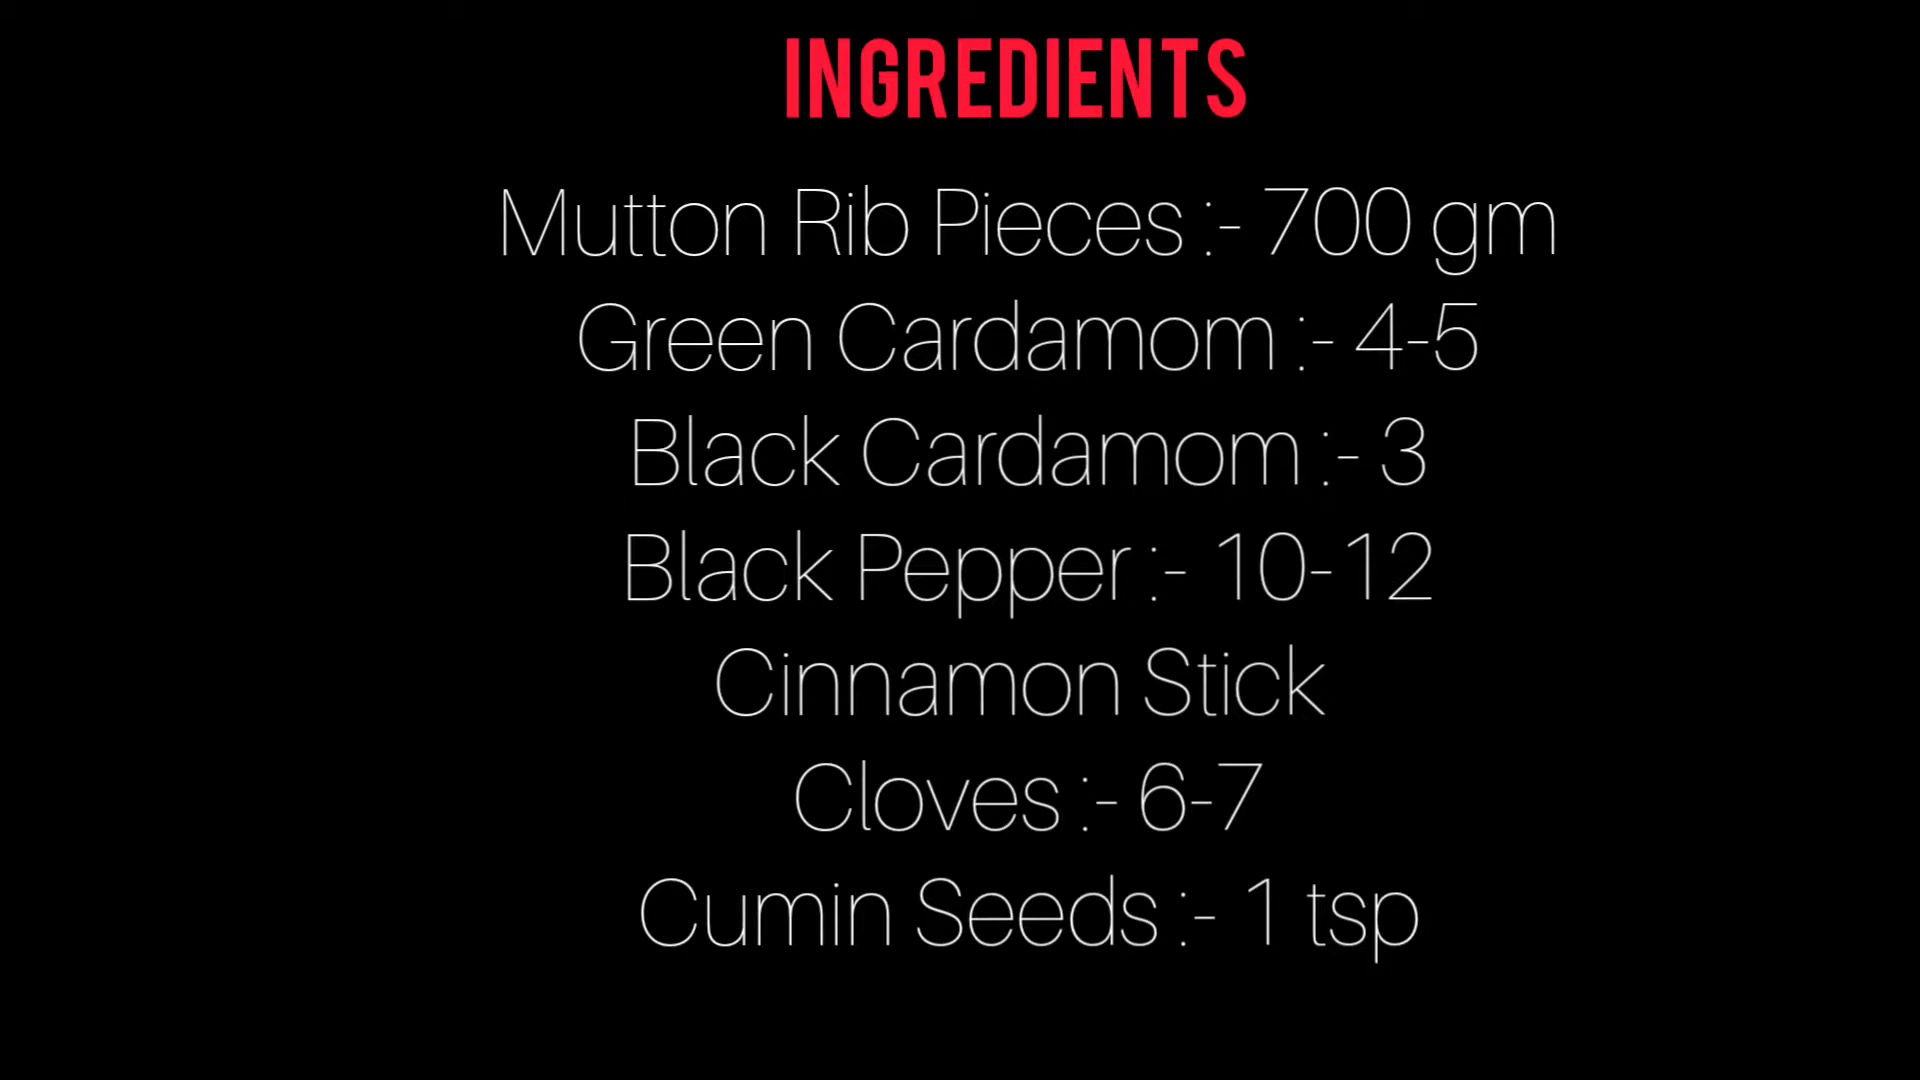 INGREDIENTS
Mutton Rib Pieces :- 700 gm
Green Cardamom :- 4-5
Black Cardamom :- 3
Black Pepper :- 10-12
Cinnamon Stick
Cloves :- 6-7
Cumin Seeds :- 1 tsp